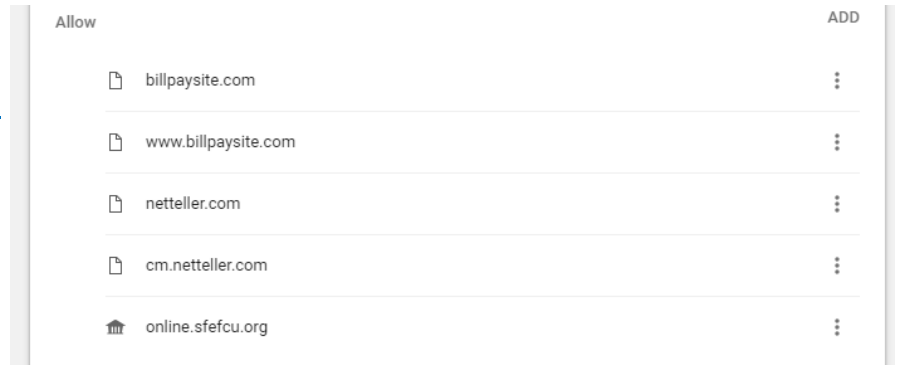 Allow
ADD
billpaysite.com
www.billpaysite.com
netteller.com
cm.netteller.com
online.sfefcu.org